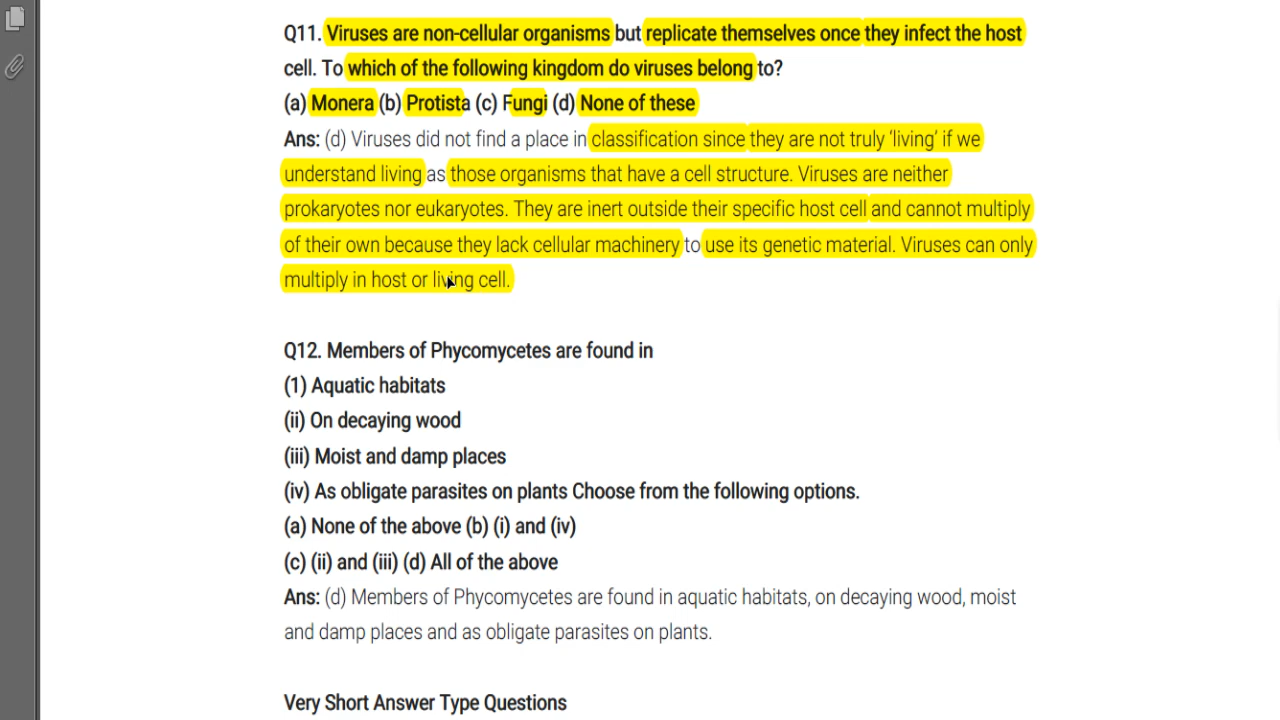 Q11. Viruses are non-cellular organisms but replicate themselves once they infect the host
cell. To which of the following kingdom do viruses belong to?
(a) Monera (b) Protista (c) Fungi (d) None of these
Ans: (d) Viruses did not find a place in classification since they are not truly ‘living’ if we
understand living as those organisms that have a cell structure. Viruses are neither
prokaryotes nor eukaryotes. They are inert outside their specific host cell and cannot multiply
of their own because they lack cellular machinery to use its genetic material. Viruses can only
multiply in host or living cell.
Q12. Members of Phycomycetes are found in
(1) Aquatic habitats
(ii) On decaying wood
(iii) Moist and damp places
(iv) As obligate parasites on plants Choose from the following options.
(a) None of the above (b) (i) and (iv)
(c) (ii) and (iii) (d) All of the above
Ans: (d) Members of Phycomycetes are found in aquatic habitats, on decaying wood, moist
and damp places and as obligate parasites on plants.
Very Short Answer Type Questions